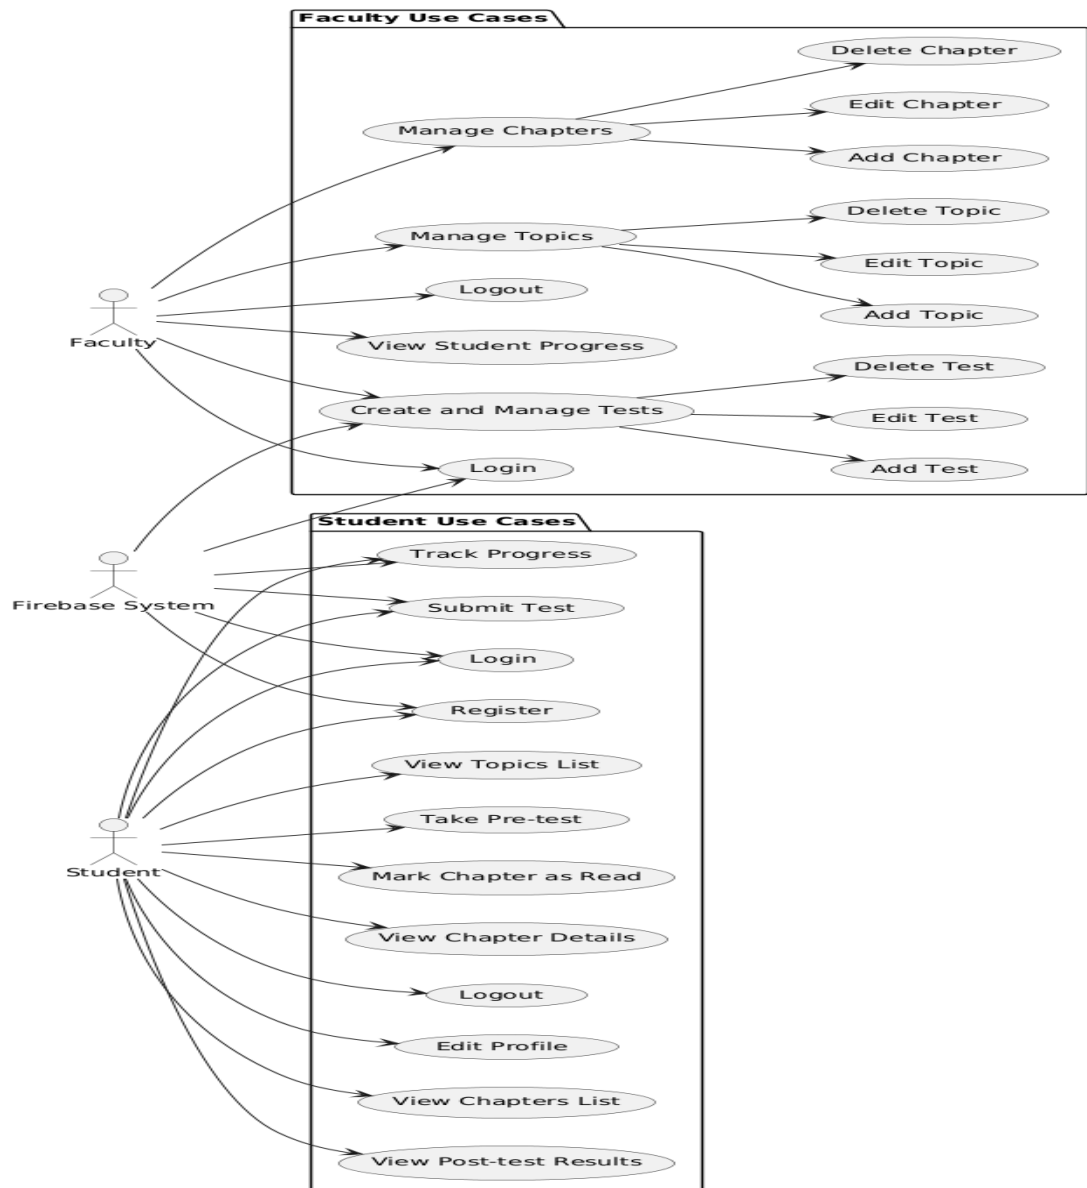 Faculty Use Cases
Delete Chapter
Edit Chapter
Manage Chapters
Add Chapter
Delete Topic
Manage Topics
Edit Topic
Logout
Add Topic
Faculty
View Student Progress
Delete Test
Create and Manage Tests
Edit Test
Login
Add Test
Student Use Cases
Track Progress
Firebase System
Submit Test
Login
Register
View Topics List
Take Pre-test
Student
Mark Chapter as Read
View Chapter Details
Logout
Edit Profile
View Chapters List
View Post-test Results